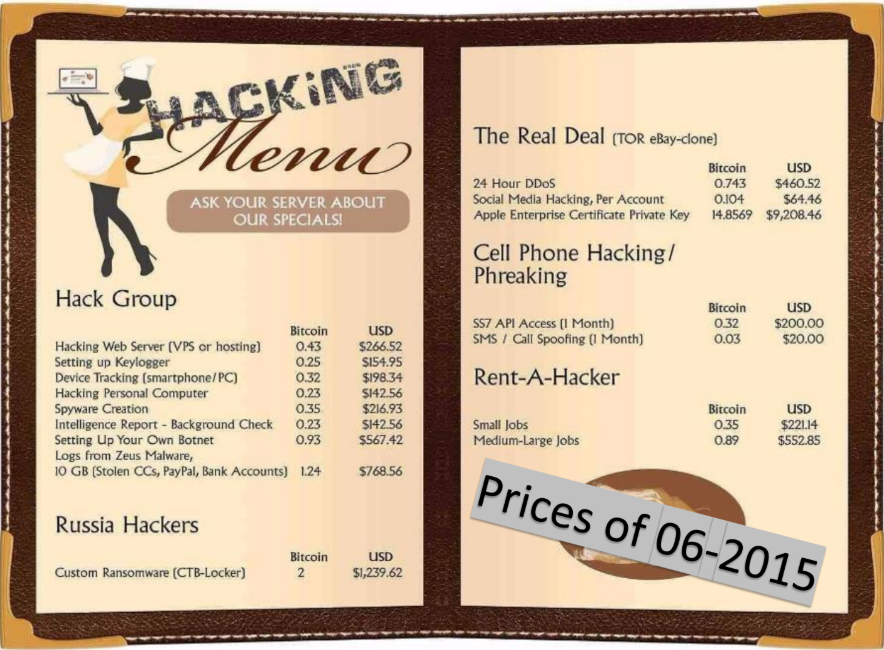 HACKiNG
Menu
ASK YOUR SERVER ABOUT
OUR SPECIALS!
Hack Group
Bitcoin USD
Hacking Web Server (VPS or hosting) 0.43 $266.52
Setting up Keylogger 0.25 $154.95
Device Tracking (smartphone/PC) 0.32 $198.34
Hacking Personal Computer 0.23 $142.56
Spyware Creation 0.35 $216.93
Intelligence Report - Background Check 0.23 $142.56
Setting Up Your Own Botnet 0.93 $567.42
Logs from Zeus Malware,
10 GB (Stolen CCs, PayPal, Bank Accounts) 1.24 $768.56
Russia Hackers
Bitcoin USD
Custom Ransomware (CTB-Locker) 2 $1,239.62
The Real Deal (TOR eBay-clone)
Bitcoin USD
24 Hour DDoS 0.743 $460.52
Social Media Hacking, Per Account 0.104 $64.46
Apple Enterprise Certificate Private Key 14.8569 $9,208.46
Cell Phone Hacking/
Phreaking
Bitcoin USD
SS7 API Access (1 Month) 0.32 $200.00
SMS / Call Spoofing (1 Month) 0.03 $20.00
Rent-A-Hacker
Bitcoin USD
Small Jobs 0.35 $221.14
Medium-Large Jobs 0.89 $552.85
Prices of 06-2015